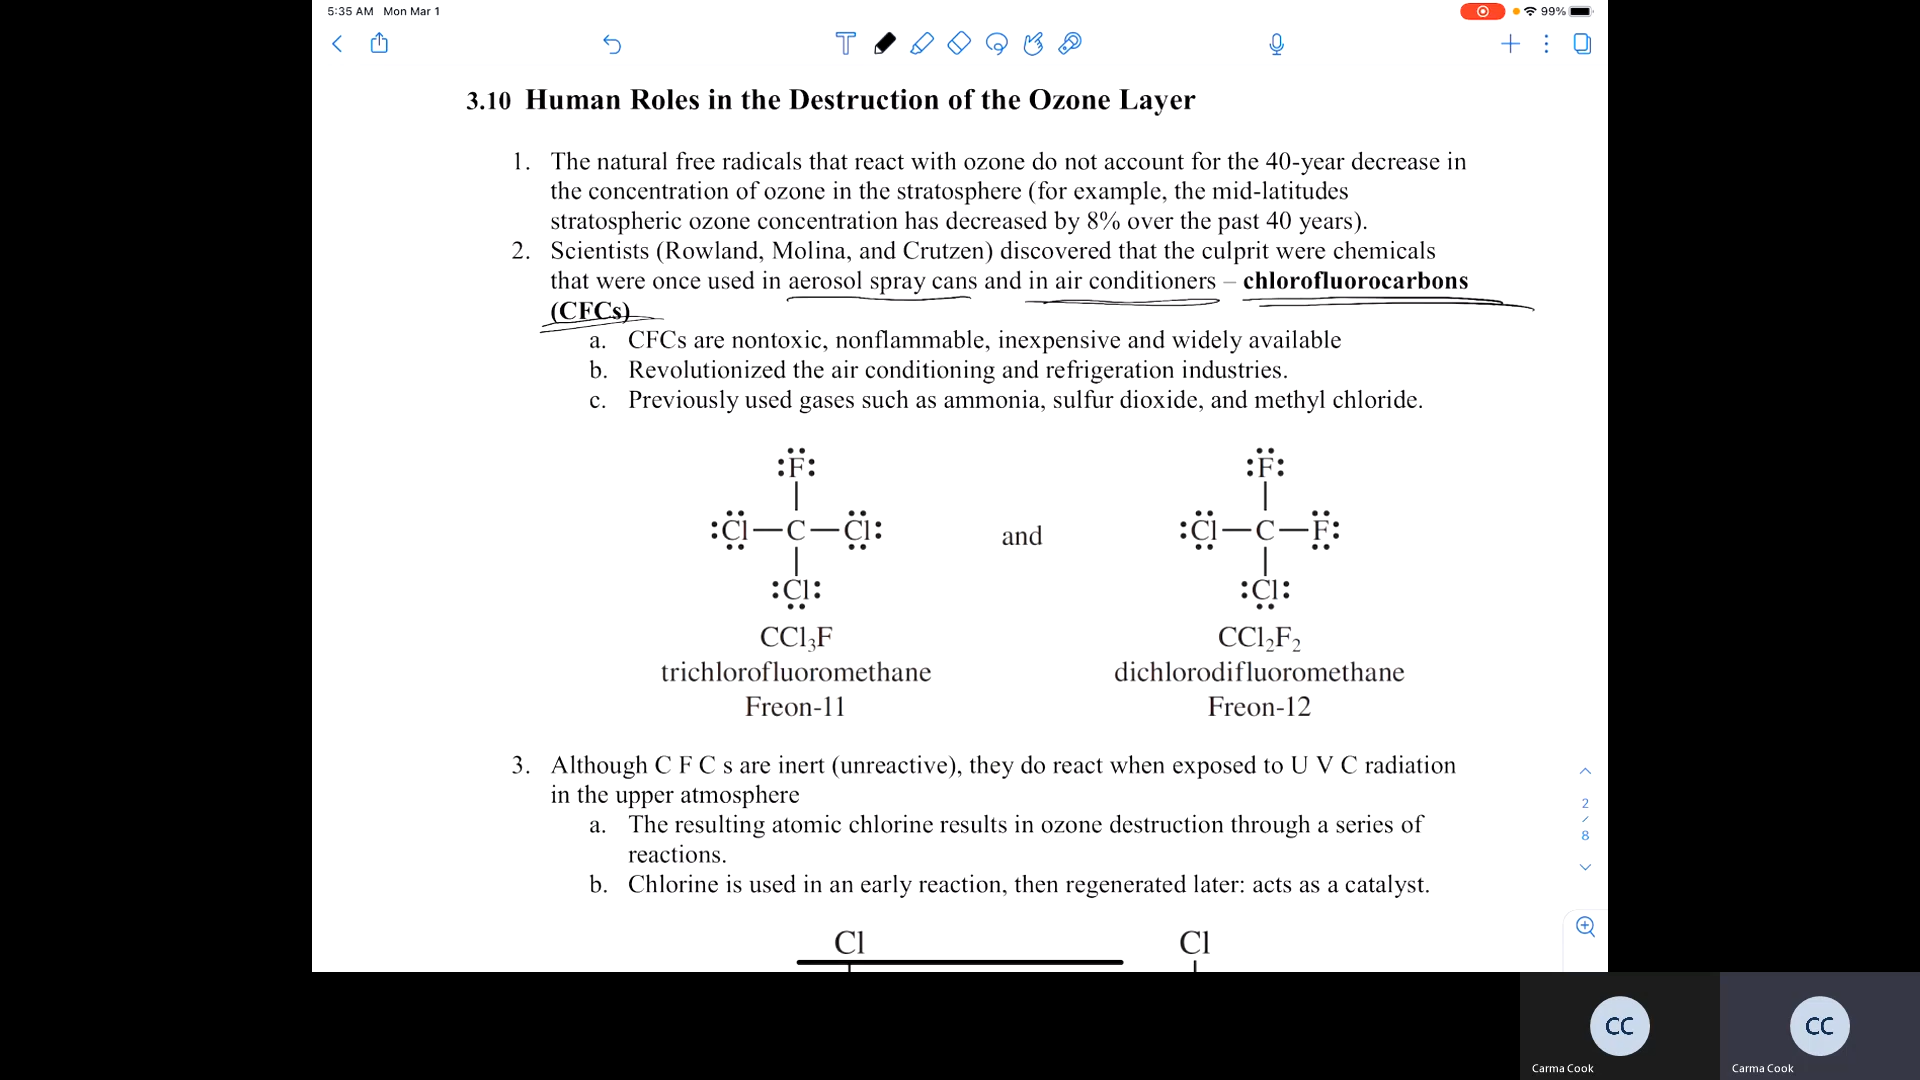 5:35 AM Mon Mar 1
99%
3.10 Human Roles in the Destruction of the Ozone Layer
1. The natural free radicals that react with ozone do not account for the 40-year decrease in
the concentration of ozone in the stratosphere (for example, the mid-latitudes
stratospheric ozone concentration has decreased by 8% over the past 40 years).
2. Scientists (Rowland, Molina, and Crutzen) discovered that the culprit were chemicals
that were once used in aerosol spray cans and in air conditioners – chlorofluorocarbons
(CFCs)
a. CFCs are nontoxic, nonflammable, inexpensive and widely available
b. Revolutionized the air conditioning and refrigeration industries.
c. Previously used gases such as ammonia, sulfur dioxide, and methyl chloride.
F F
Cl C Cl and Cl C F
Cl Cl
CCl₃F CCl₂F₂
trichlorofluoromethane dichlorodifluoromethane
Freon-11 Freon-12
3. Although C F C s are inert (unreactive), they do react when exposed to U V C radiation
in the upper atmosphere
a. The resulting atomic chlorine results in ozone destruction through a series of
reactions.
b. Chlorine is used in an early reaction, then regenerated later: acts as a catalyst.
Cl Cl
2
/
8
CC CC
Carma Cook Carma Cook